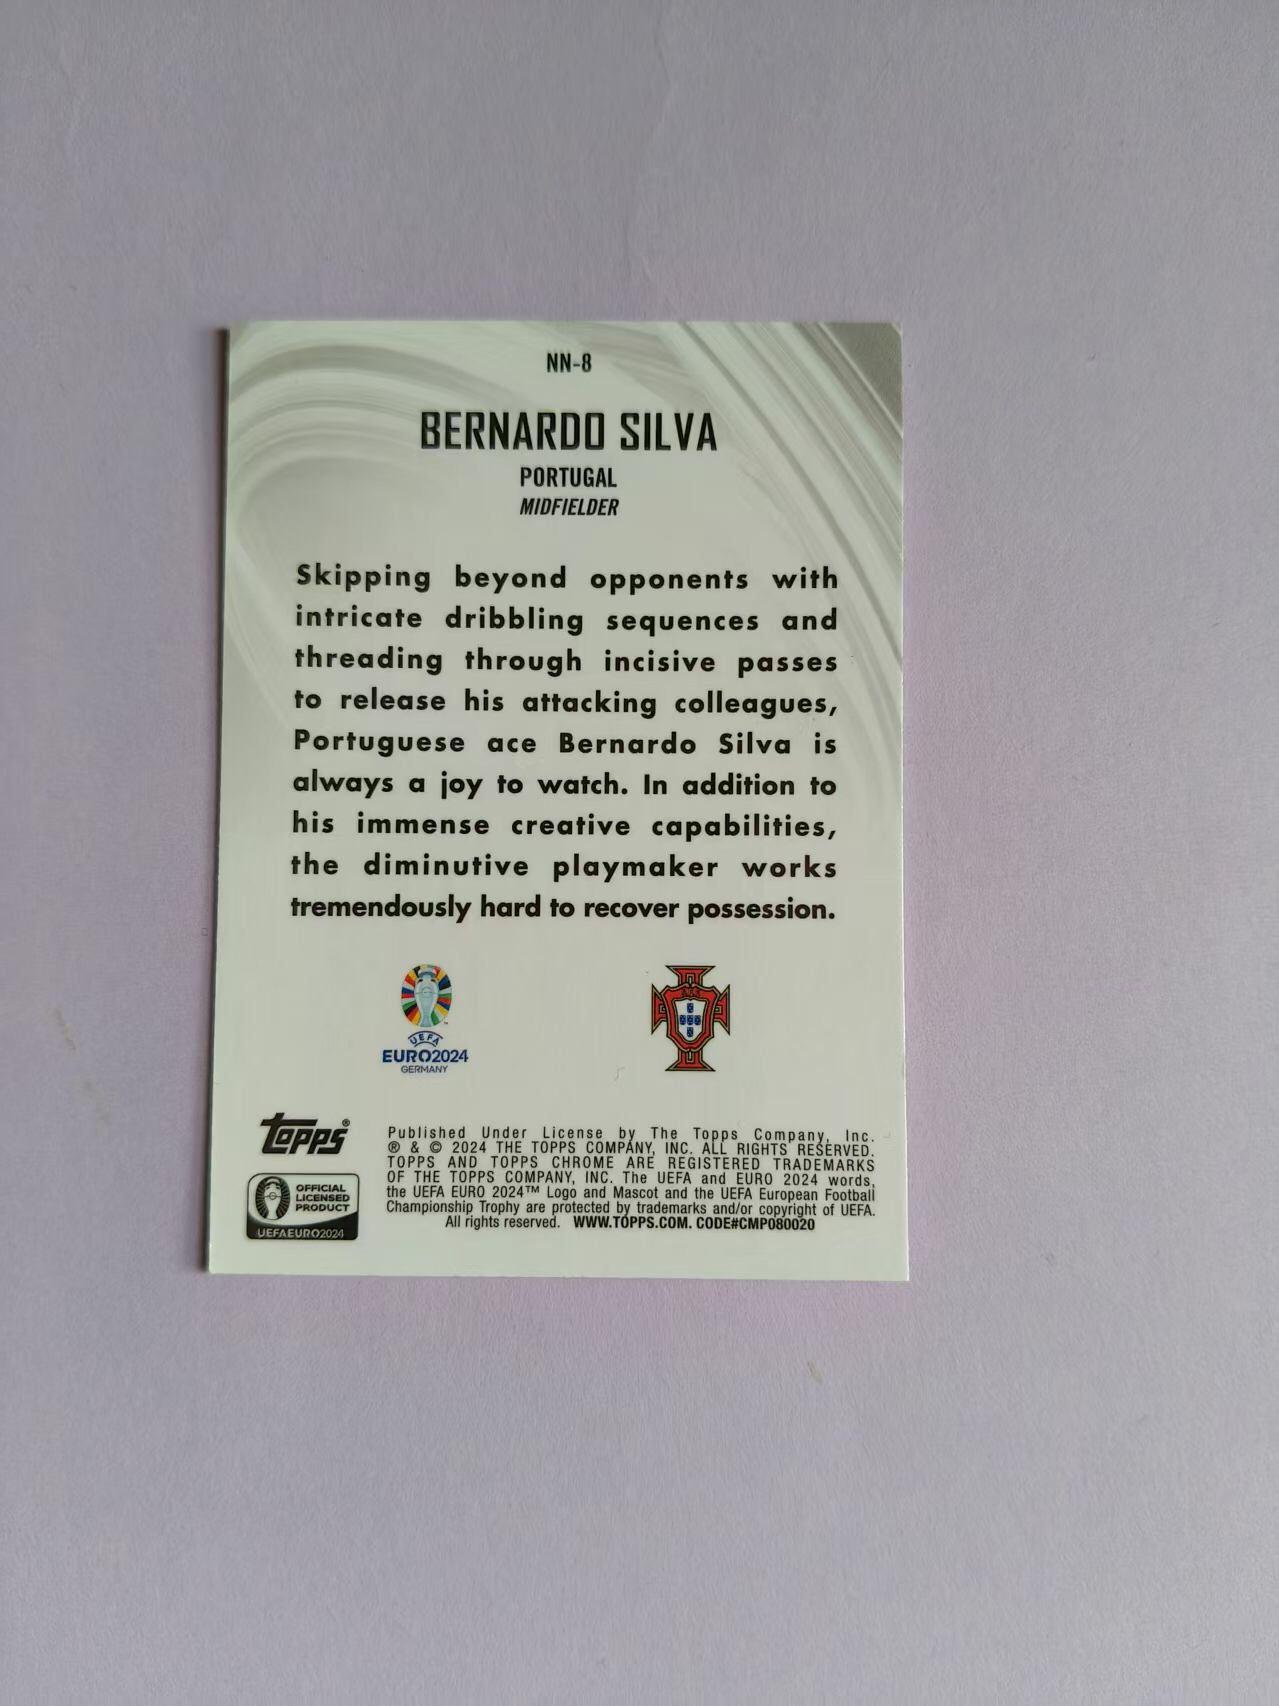 NN-8
BERNARDO SILVA
PORTUGAL
MIDFIELDER
Skipping beyond opponents with
intricate dribbling sequences and
threading through incisive passes
to release his attacking colleagues,
Portuguese ace Bernardo Silva is
always a joy to watch. In addition to
his immense creative capabilities,
the diminutive playmaker works
tremendously hard to recover possession.
UEFA
EURO2024
GERMANY
Topps®
OFFICIAL
LICENSED
PRODUCT
UEFAEURO2024
Published Under License by The Topps Company, Inc.
® & © 2024 THE TOPPS COMPANY, INC. ALL RIGHTS RESERVED.
TOPPS AND TOPPS CHROME ARE REGISTERED TRADEMARKS
OF THE TOPPS COMPANY, INC. The UEFA and EURO 2024 words,
the UEFA EURO 2024™ Logo and Mascot and the UEFA European Football
Championship Trophy are protected by trademarks and/or copyright of UEFA.
All rights reserved. WWW.TOPPS.COM. CODE#CMP080020